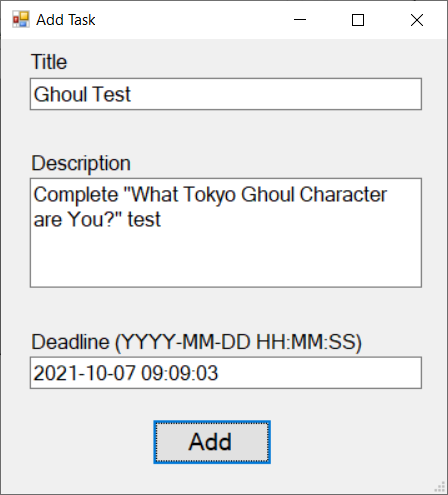 Add Task
Title
Ghoul Test
Description
Complete "What Tokyo Ghoul Character
are You?" test
Deadline (YYYY-MM-DD HH:MM:SS)
2021-10-07 09:09:03
Add